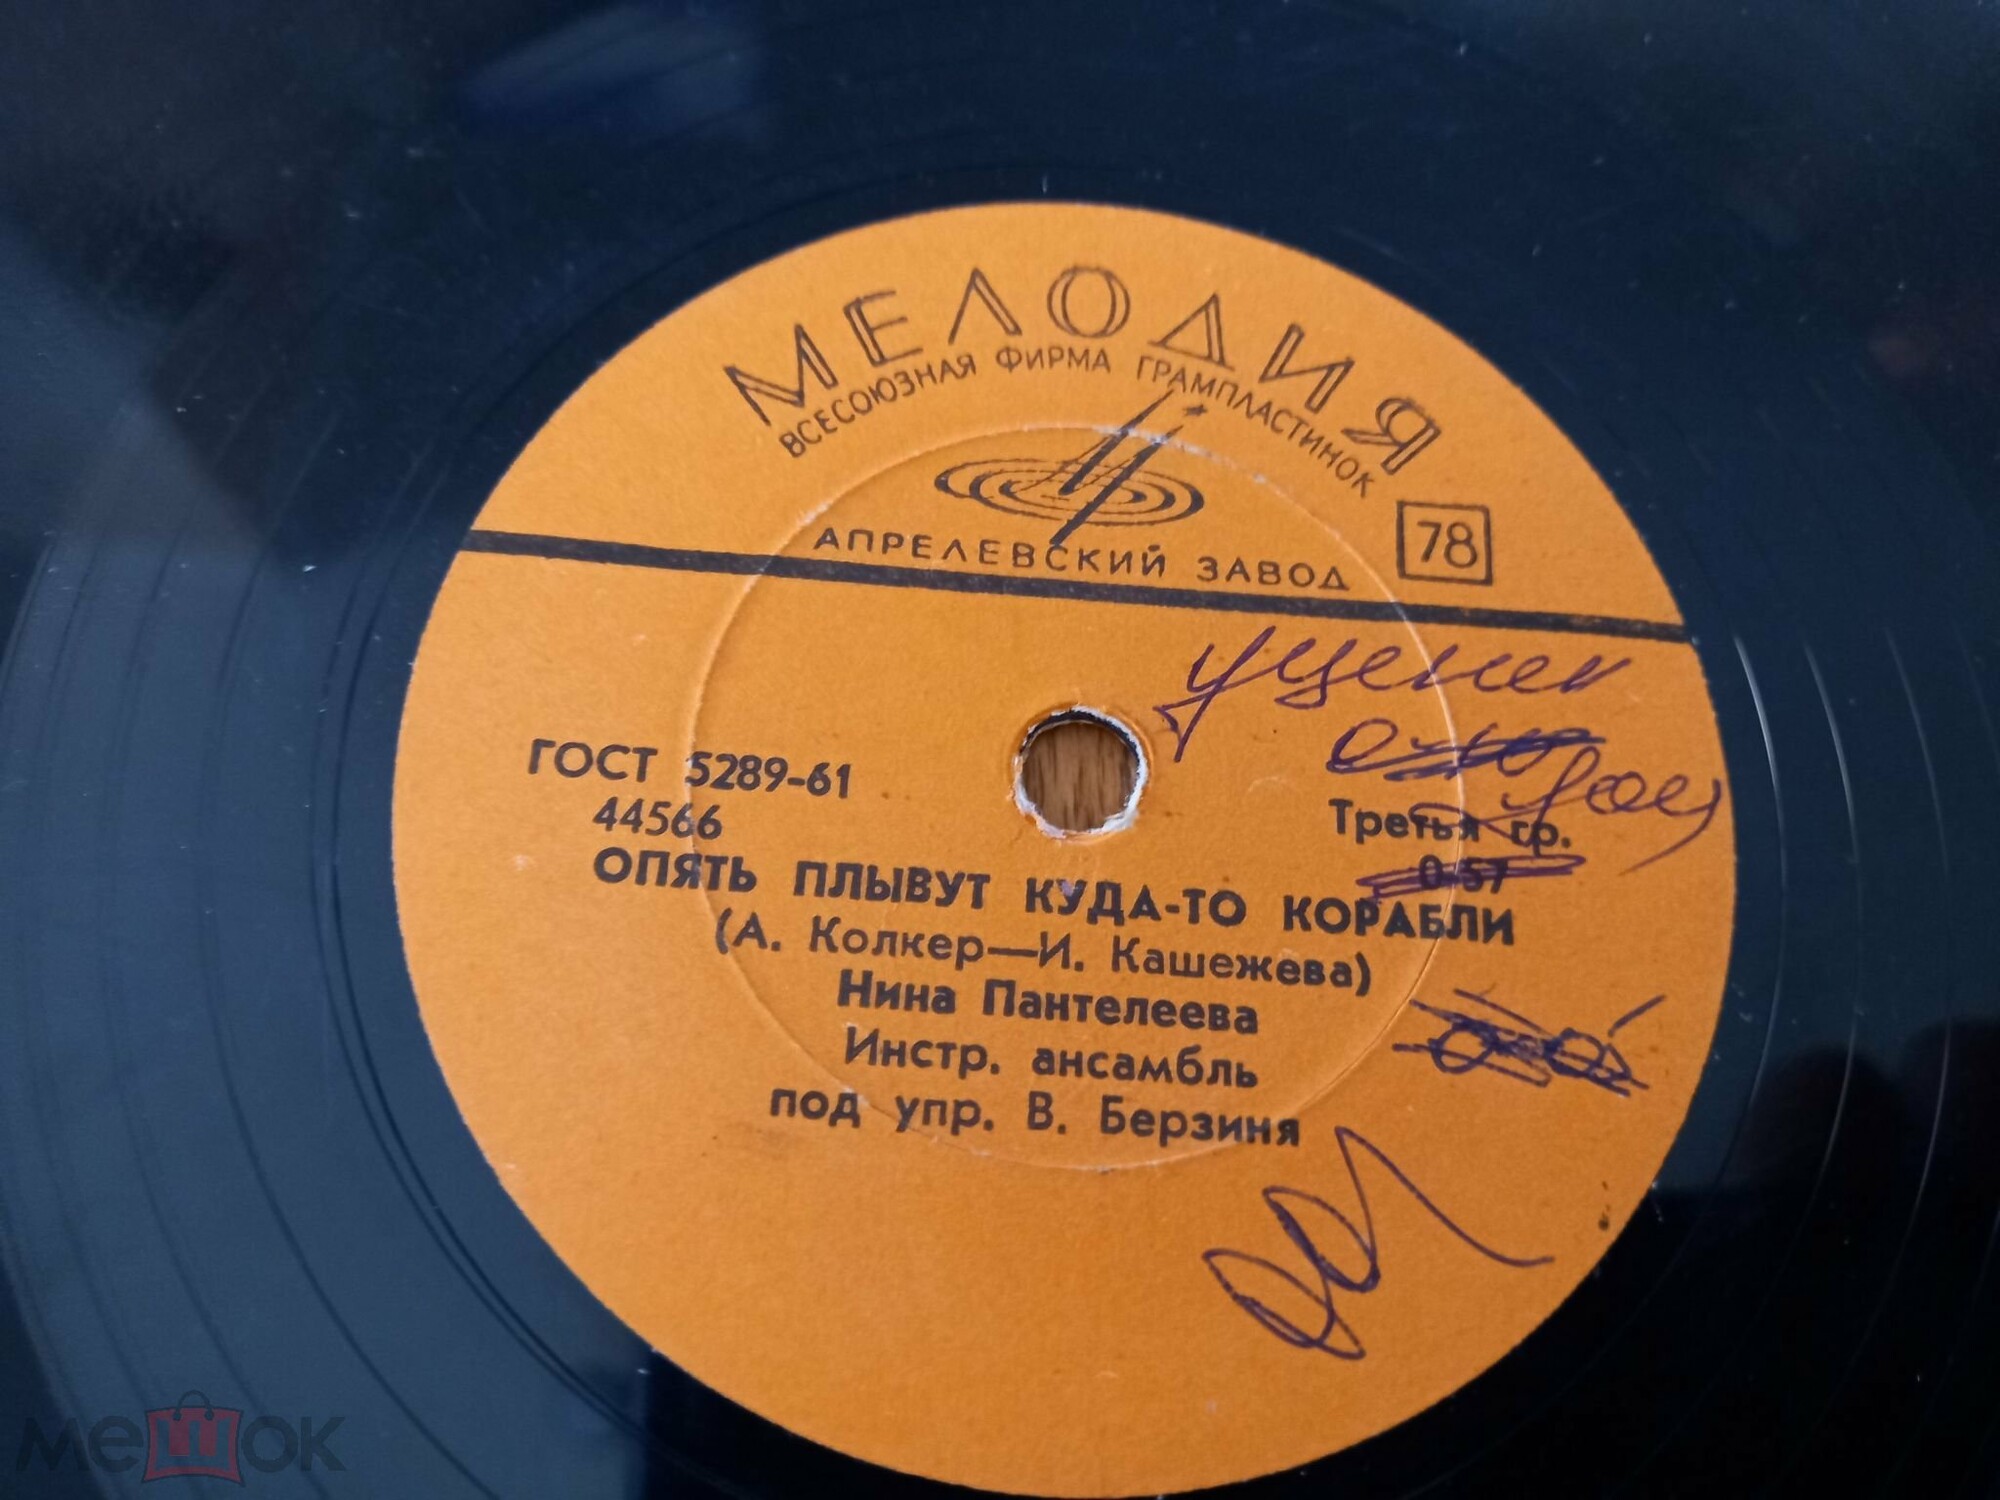 МЕЛОДИЯ
ВСЕСОЮЗНАЯ ФИРМА ГРАМПЛАСТИНОК
АПРЕЛЕВСКИЙ ЗАВОД
78
уценен
ГОСТ 5289-61
44566
Третья гр.
0-57
ОПЯТЬ ПЛЫВУТ КУДА-ТО КОРАБЛИ
(А. Колкер—И. Кашежева)
Нина Пантелеева
Инстр. ансамбль
под упр. В. Берзиня
мешок